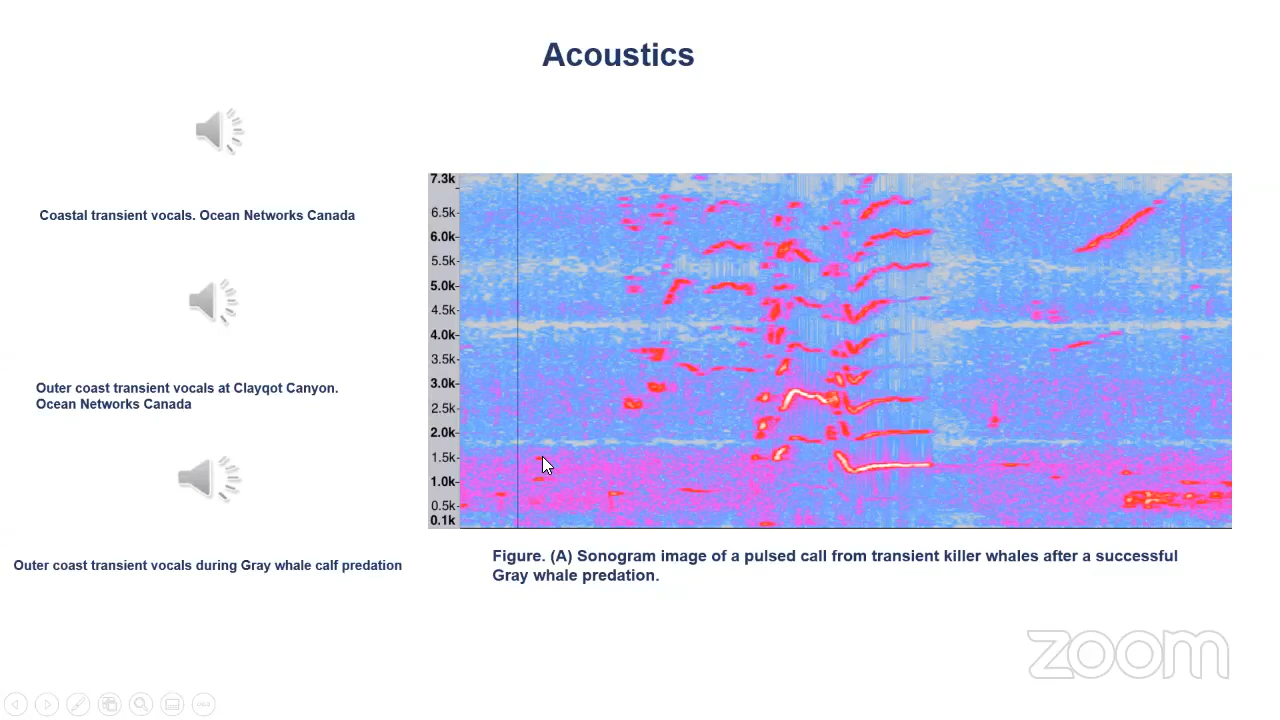 Acoustics
Coastal transient vocals. Ocean Networks Canada
Outer coast transient vocals at Clayqot Canyon.
Ocean Networks Canada
Outer coast transient vocals during Gray whale calf predation
7.3k
6.5k
6.0k
5.5k
5.0k
4.5k
4.0k
3.5k
3.0k
2.5k
2.0k
1.5k
1.0k
0.5k
0.1k
Figure. (A) Sonogram image of a pulsed call from transient killer whales after a successful
Gray whale predation.
zoom